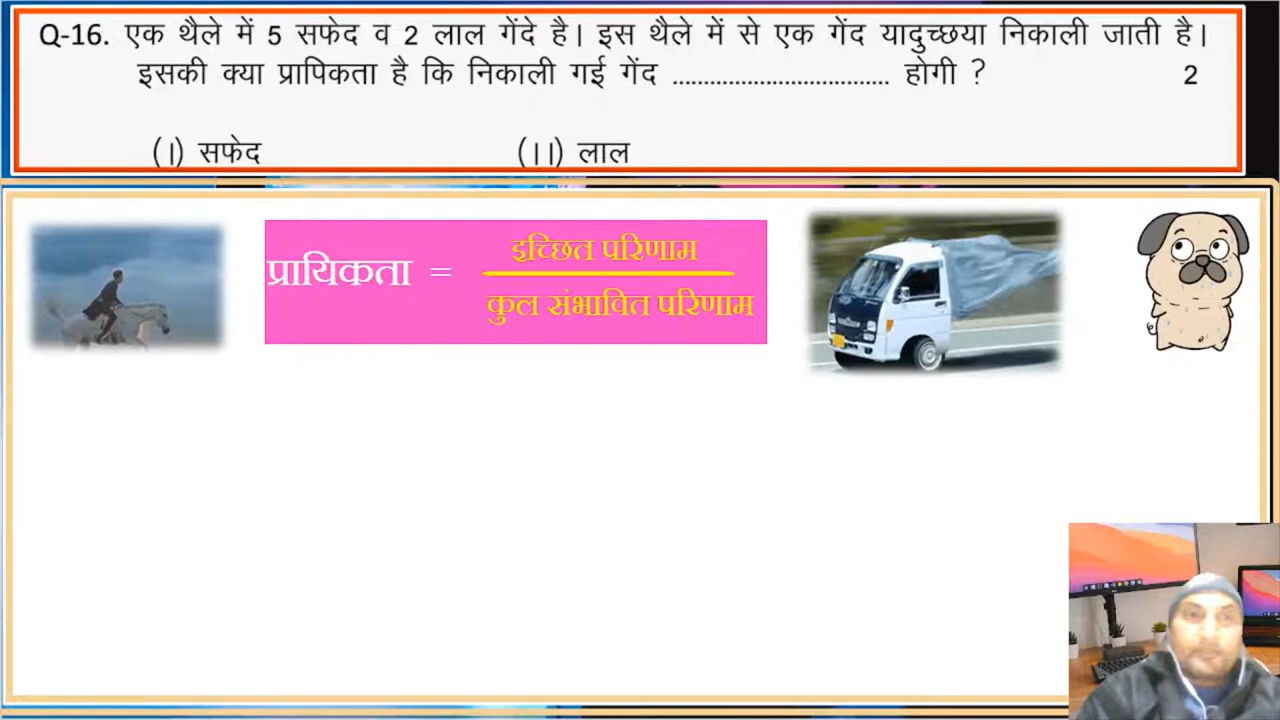 Q-16. एक थैले में 5 सफेद व 2 लाल गेंदे है। इस थैले में से एक गेंद यादुच्छया निकाली जाती है।
इसकी क्या प्रापिकता है कि निकाली गई गेंद ................................... होगी ? 2
(I) सफेद (II) लाल
प्रायिकता = इच्छित परिणाम
कुल संभावित परिणाम